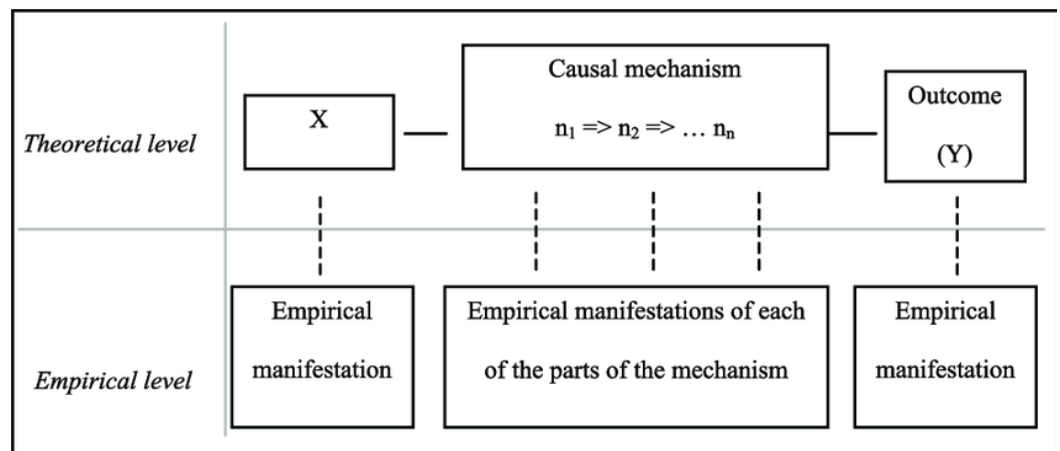 Theoretical level
X
Causal mechanism
n₁ => n₂ => … nₙ
Outcome
(Y)
Empirical level
Empirical
manifestation
Empirical manifestations of each
of the parts of the mechanism
Empirical
manifestation